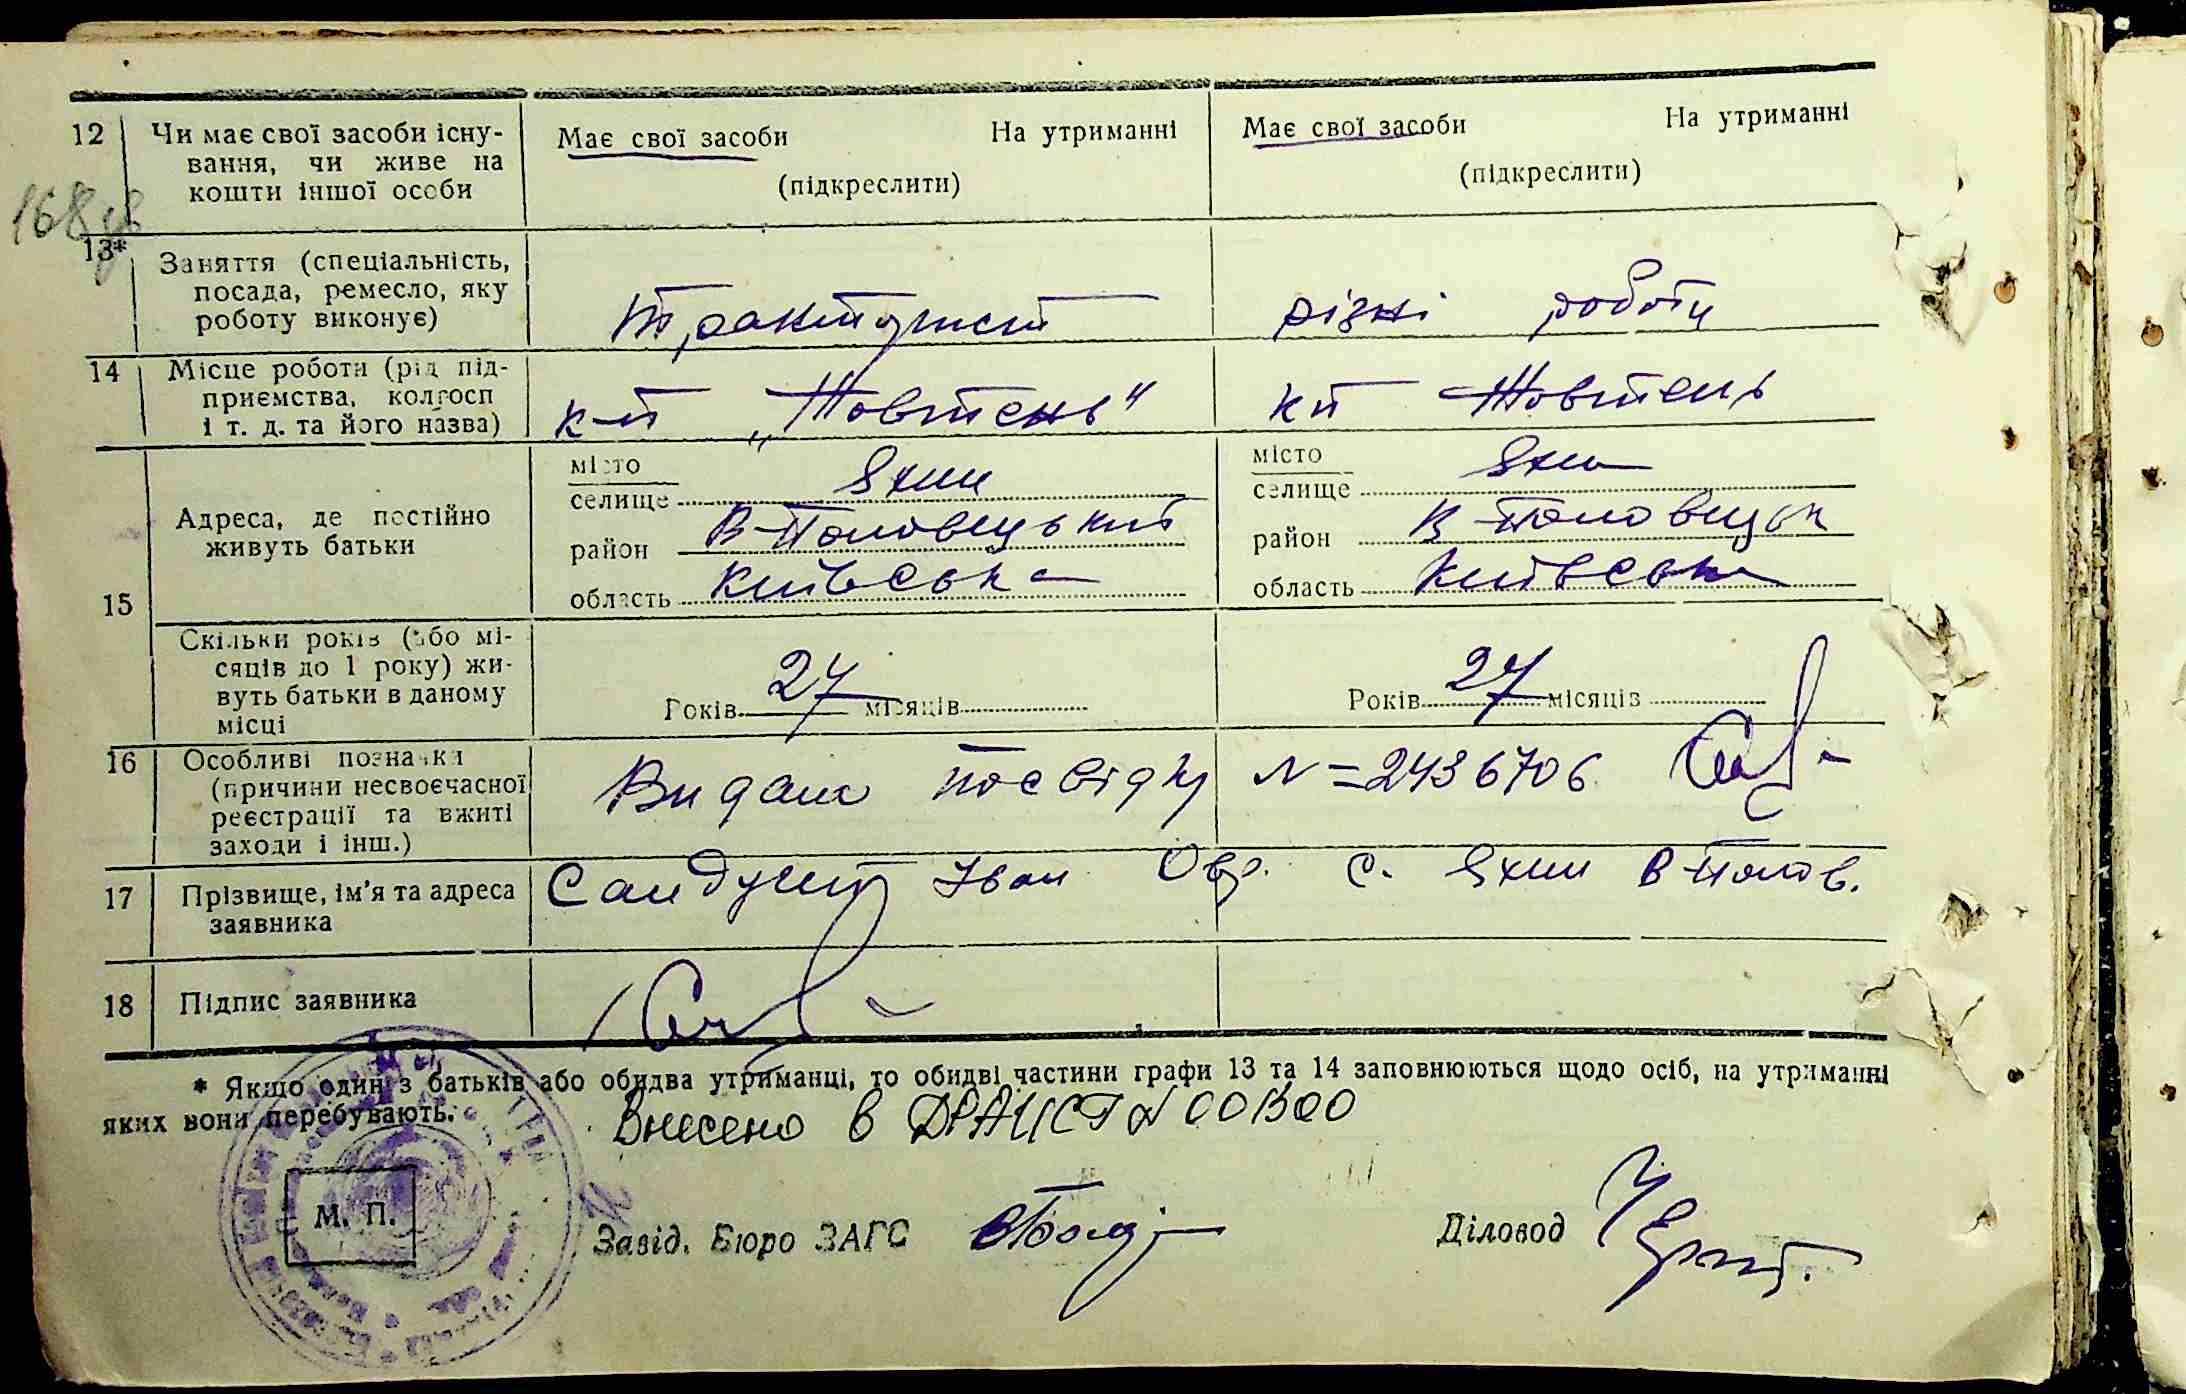 12 Чи має свої засоби існу-
вання, чи живе на
кошти іншої особи
Має свої засоби На утриманні
(підкреслити)
Має свої засоби На утриманні
(підкреслити)
168
13* Заняття (спеціальність,
посада, ремесло, яку
роботу виконує)
тракторист
різні роботи
14 Місце роботи (рід під-
приємства, колгосп
і т. д. та його назва)
к-п „Жовтень"
кп Жовтень
15 Адреса, де постійно
живуть батьки
місто
селище Яхни
район В-Половецький
область Київська
місто
селище Яхни
район В-Половецьк
область Київська
Скільки років (або мі-
сяців до 1 року) жи-
вуть батьки в даному
місці
Років 27 місяців
Років 27 місяців
16 Особливі позначки
(причини несвоєчасної
реєстрації та вжиті
заходи і інш.)
Видано посвідку N=2436706
17 Прізвище, ім'я та адреса
заявника
Іван с. Яхни В-Полов.
18 Підпис заявника
* Якщо один з батьків або обидва утриманці, то обидві частини графи 13 та 14 заповнюються щодо осіб, на утриманні
яких вони перебувають.
Внесено в ДРАЦСГ
М. П.
Завід. Бюро ЗАГС
Діловод